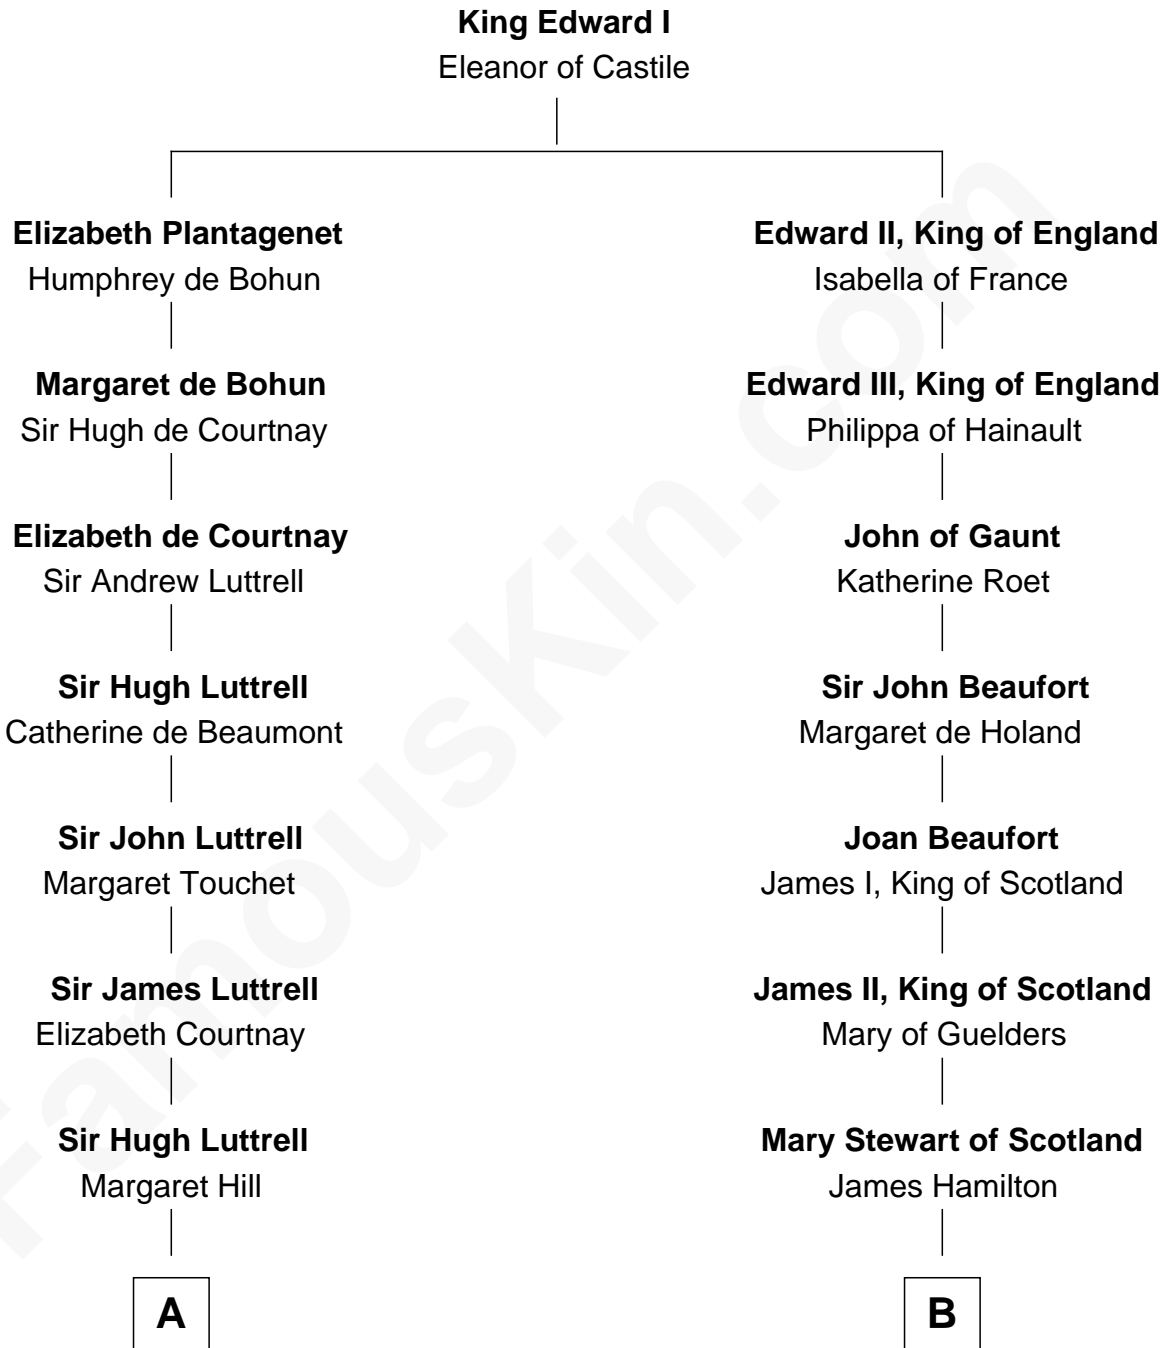 King Edward I
Eleanor of Castile
Elizabeth Plantagenet
Humphrey de Bohun
Margaret de Bohun
Sir Hugh de Courtnay
Elizabeth de Courtnay
Sir Andrew Luttrell
Sir Hugh Luttrell
Catherine de Beaumont
Sir John Luttrell
Margaret Touchet
Sir James Luttrell
Elizabeth Courtnay
Sir Hugh Luttrell
Margaret Hill
A
Edward II, King of England
Isabella of France
Edward III, King of England
Philippa of Hainault
John of Gaunt
Katherine Roet
Sir John Beaufort
Margaret de Holand
Joan Beaufort
James I, King of Scotland
James II, King of Scotland
Mary of Guelders
Mary Stewart of Scotland
James Hamilton
B
FamousKin.com